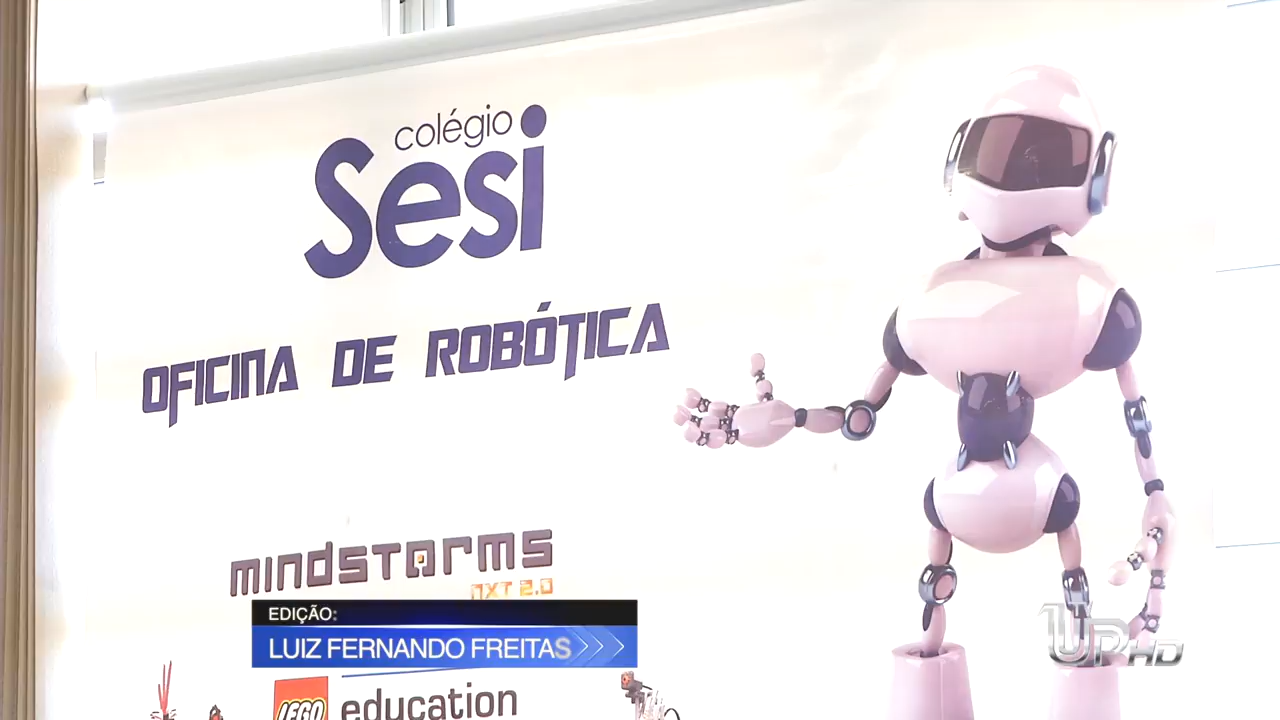 colégio
Sesi
OFICINA DE ROBÓTICA
mindstorms
NXT 2.0
EDIÇÃO:
LUIZ FERNANDO FREITAS
LEGO education
UP HD